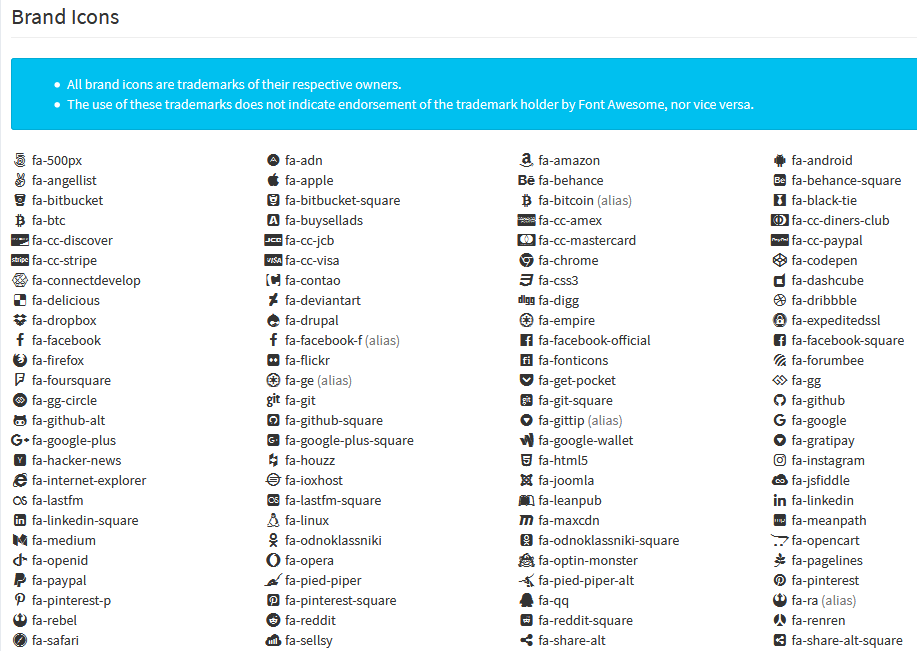 Brand Icons
All brand icons are trademarks of their respective owners.
The use of these trademarks does not indicate endorsement of the trademark holder by Font Awesome, nor vice versa.
fa-500px fa-adn fa-amazon fa-android
fa-angellist fa-apple fa-behance fa-behance-square
fa-bitbucket fa-bitbucket-square fa-bitcoin (alias) fa-black-tie
fa-btc fa-buysellads fa-cc-amex fa-cc-diners-club
fa-cc-discover fa-cc-jcb fa-cc-mastercard fa-cc-paypal
fa-cc-stripe fa-cc-visa fa-chrome fa-codepen
fa-connectdevelop fa-contao fa-css3 fa-dashcube
fa-delicious fa-deviantart fa-digg fa-dribbble
fa-dropbox fa-drupal fa-empire fa-expeditedssl
fa-facebook fa-facebook-f (alias) fa-facebook-official fa-facebook-square
fa-firefox fa-flickr fa-fonticons fa-forumbee
fa-foursquare fa-ge (alias) fa-get-pocket fa-gg
fa-gg-circle fa-git fa-git-square fa-github
fa-github-alt fa-github-square fa-gittip (alias) fa-google
fa-google-plus fa-google-plus-square fa-google-wallet fa-gratipay
fa-hacker-news fa-houzz fa-html5 fa-instagram
fa-internet-explorer fa-ioxhost fa-joomla fa-jsfiddle
fa-lastfm fa-lastfm-square fa-leanpub fa-linkedin
fa-linkedin-square fa-linux fa-maxcdn fa-meanpath
fa-medium fa-odnoklassniki fa-odnoklassniki-square fa-opencart
fa-openid fa-opera fa-optin-monster fa-pagelines
fa-paypal fa-pied-piper fa-pied-piper-alt fa-pinterest
fa-pinterest-p fa-pinterest-square fa-qq fa-ra (alias)
fa-rebel fa-reddit fa-reddit-square fa-renren
fa-safari fa-sellsy fa-share-alt fa-share-alt-square